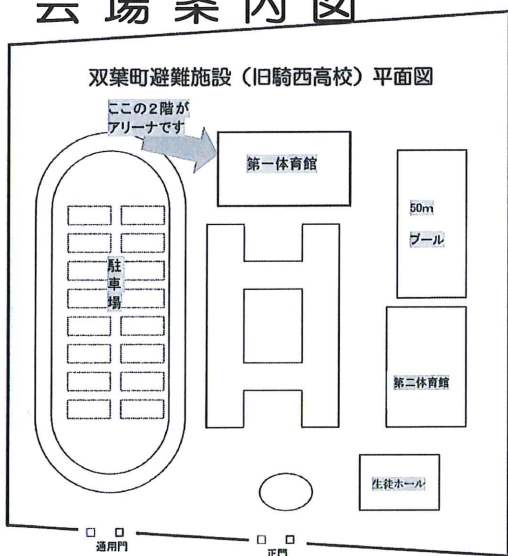 会場案内図
双葉町避難施設（旧騎西高校）平面図
ここの2階が
アリーナです
第一体育館
50m
プール
駐車場
第二体育館
生徒ホール
通用門
正門